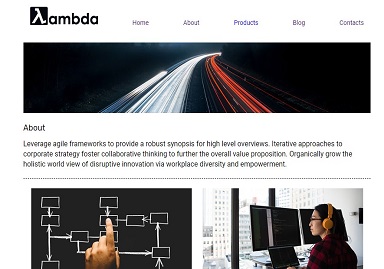 λambda
Home About Products Blog Contacts
About
Leverage agile frameworks to provide a robust synopsis for high level overviews. Iterative approaches to
corporate strategy foster collaborative thinking to further the overall value proposition. Organically grow the
holistic world view of disruptive innovation via workplace diversity and empowerment.